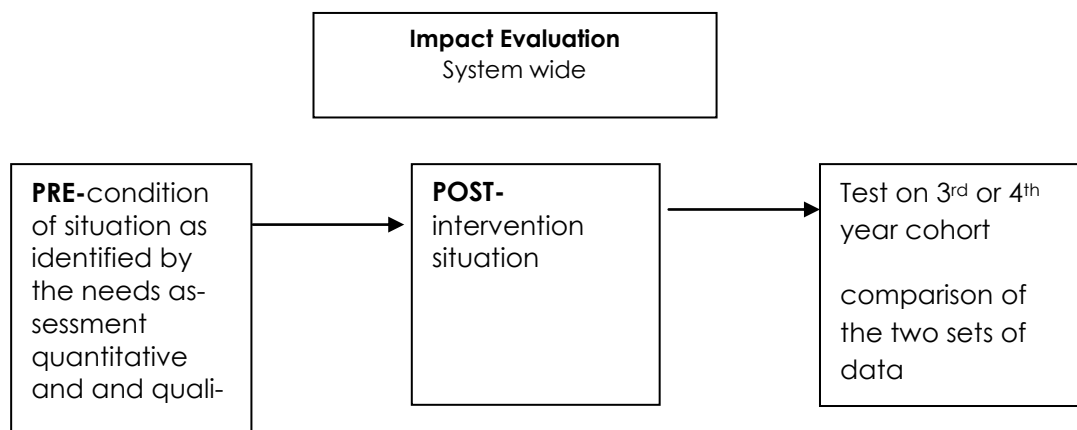 Impact Evaluation
System wide
PRE-condition
of situation as
identified by
the needs as-
sessment
quantitative
and and quali-
POST-
intervention
situation
Test on 3rd or 4th
year cohort
comparison of
the two sets of
data